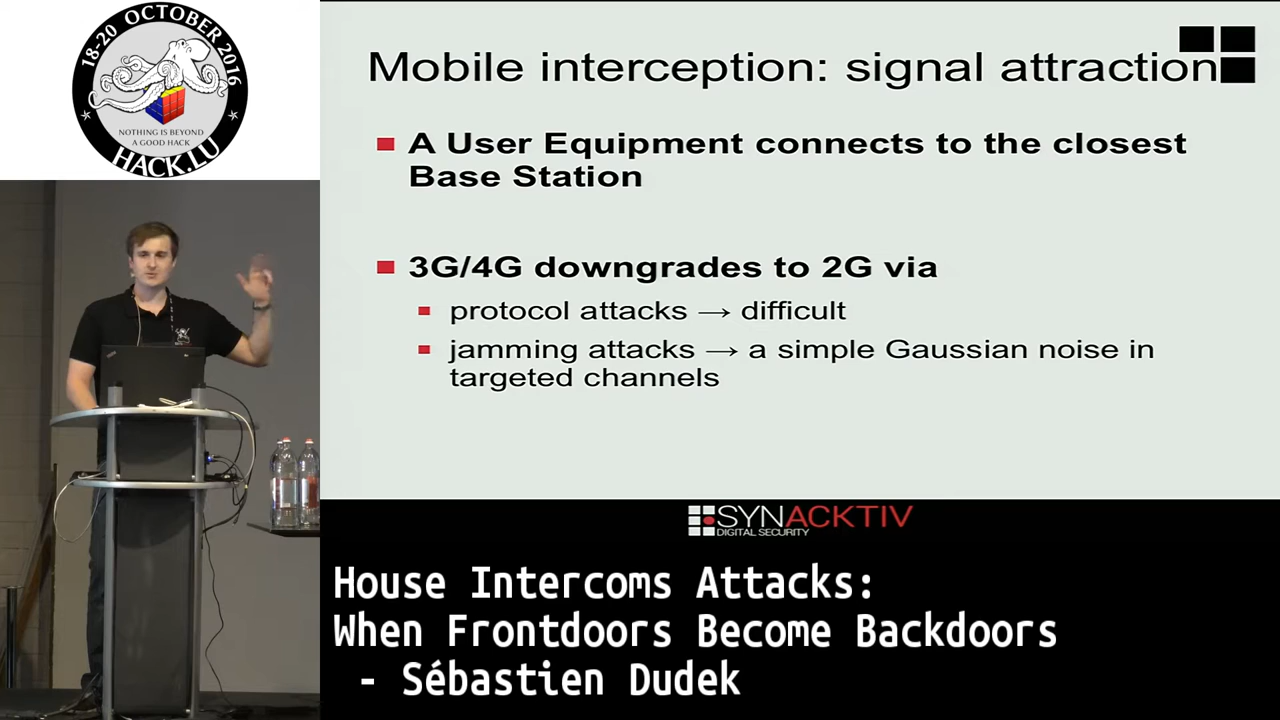 18-20 OCTOBER 2016
NOTHING IS BEYOND
A GOOD HACK
HACK.LU
Mobile interception: signal attraction
A User Equipment connects to the closest
Base Station
3G/4G downgrades to 2G via
protocol attacks → difficult
jamming attacks → a simple Gaussian noise in
targeted channels
SYNACKTIV
DIGITAL SECURITY
House Intercoms Attacks:
When Frontdoors Become Backdoors
- Sébastien Dudek